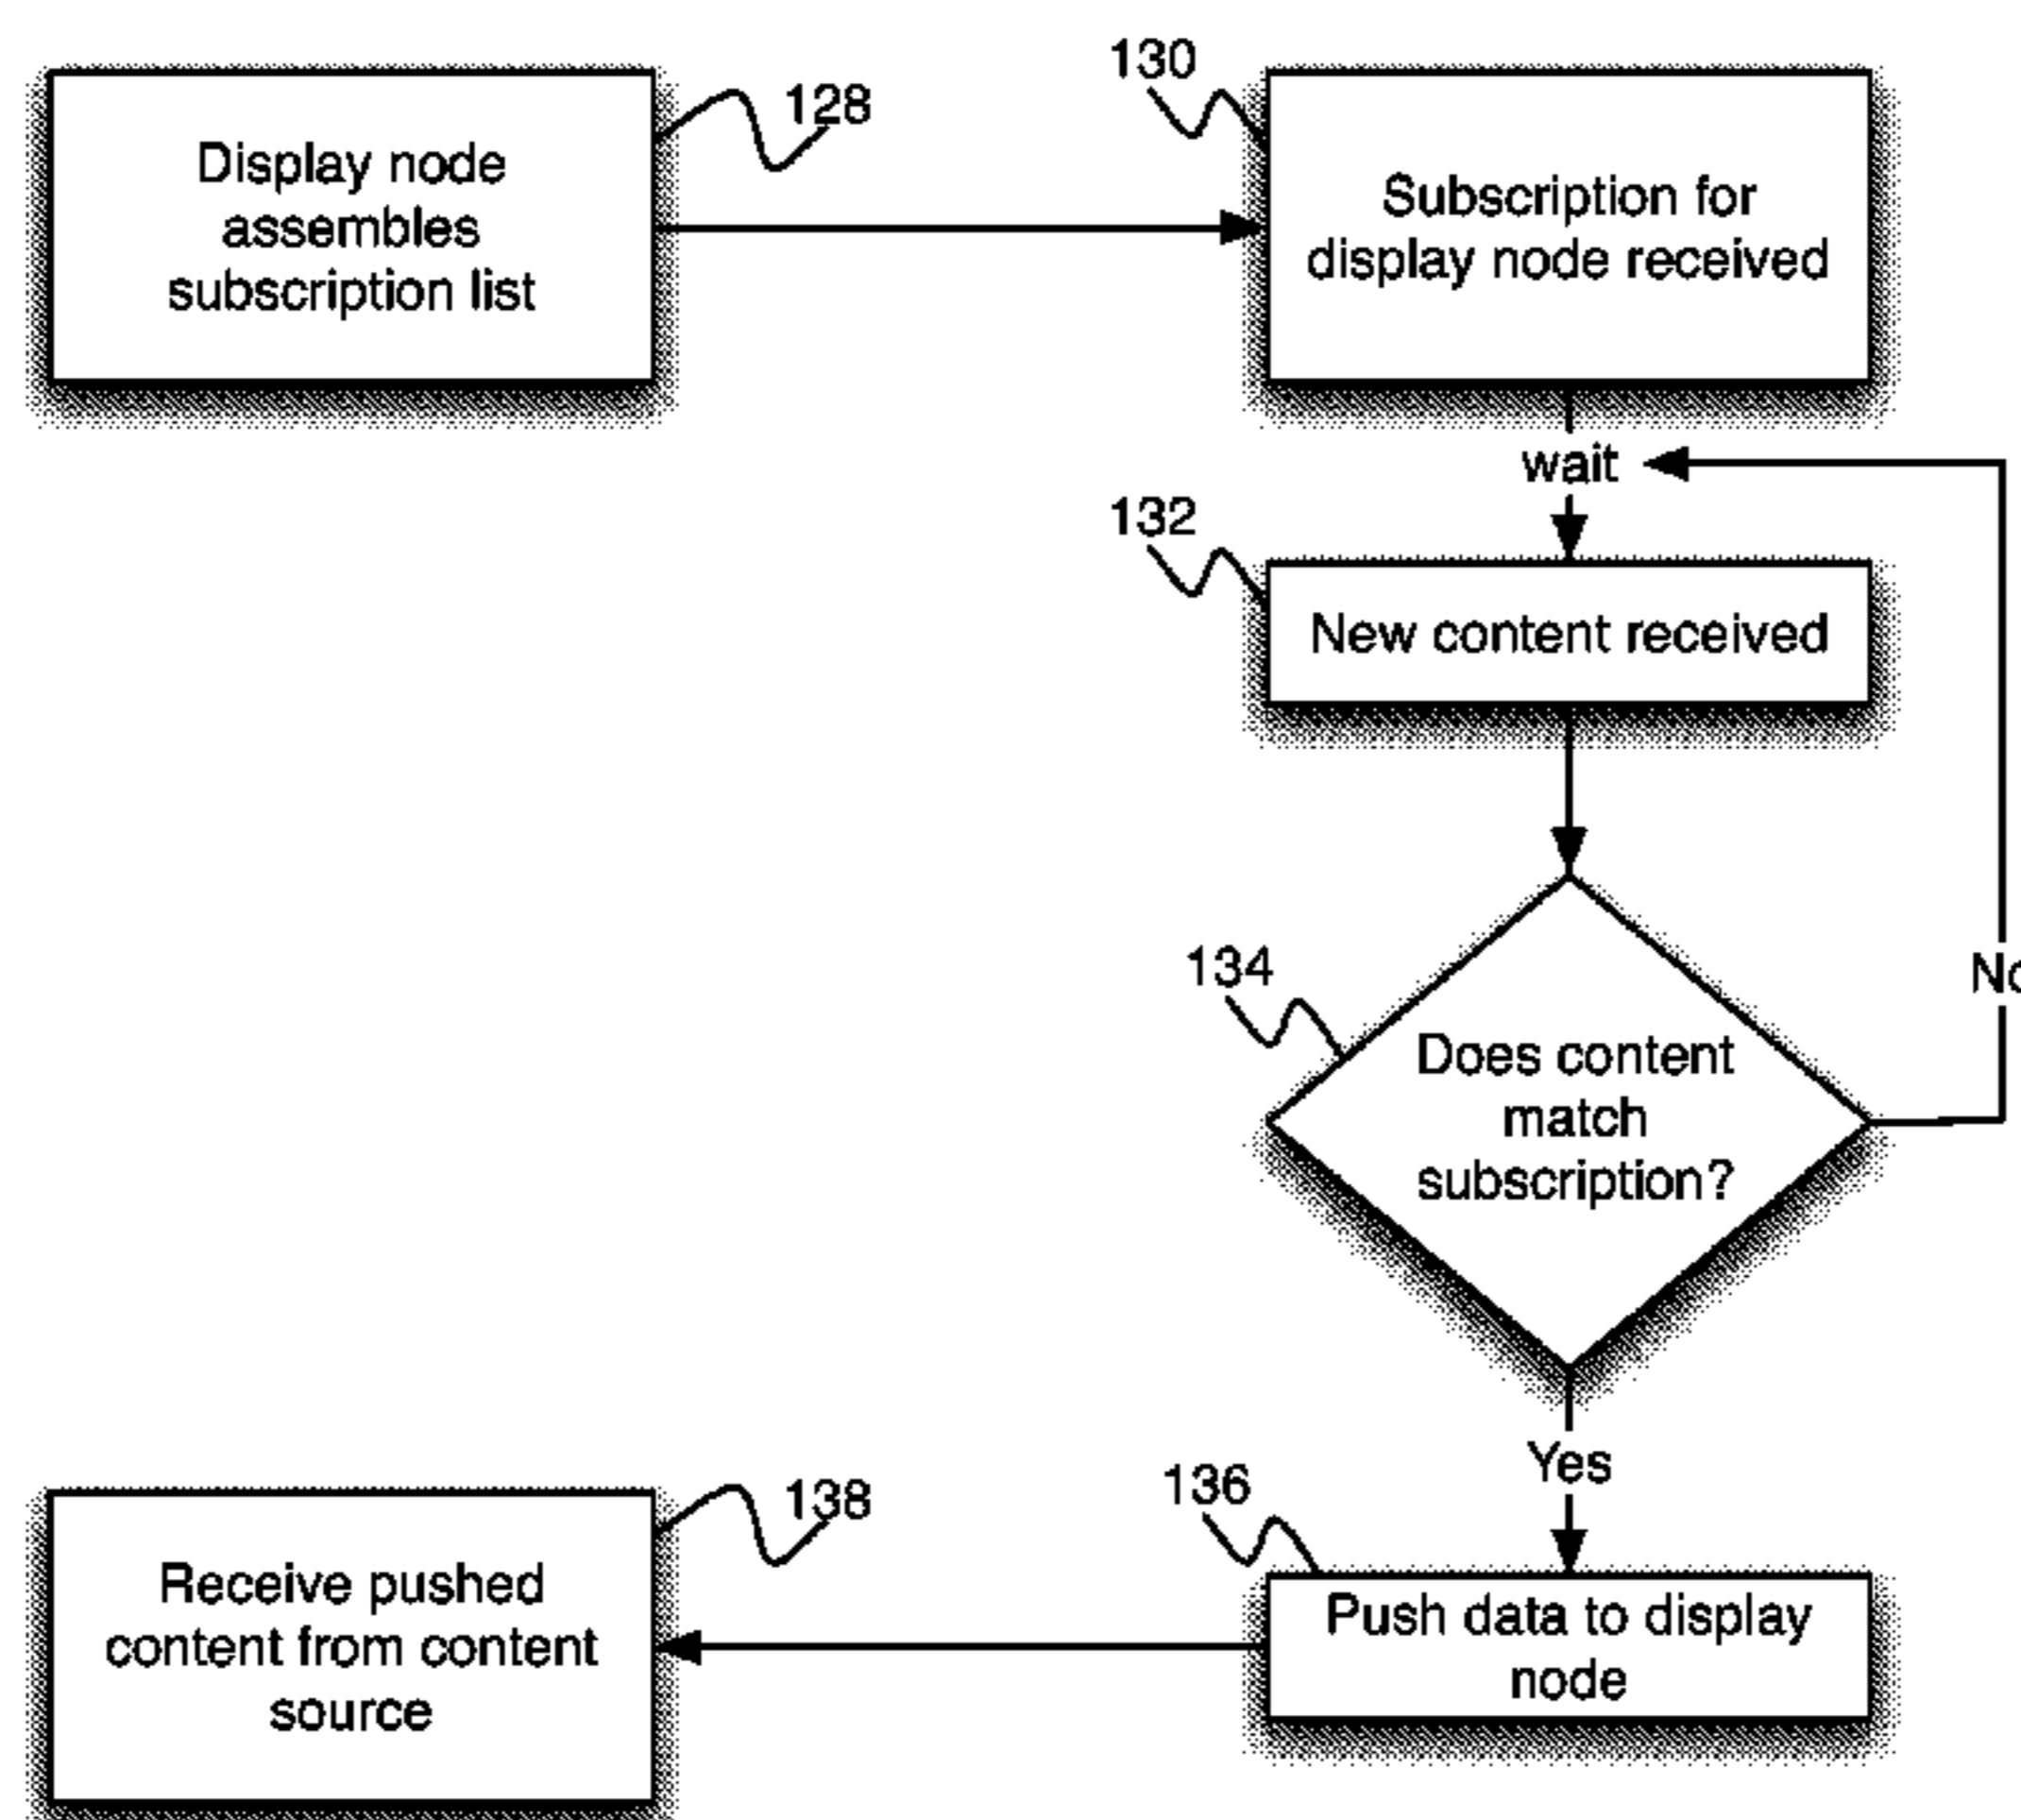 128
Display node
assembles
subscription list
130
Subscription for
display node received
wait
132
New content received
134
Does content
match
subscription?
No
Yes
136
Push data to display
node
138
Receive pushed
content from content
source